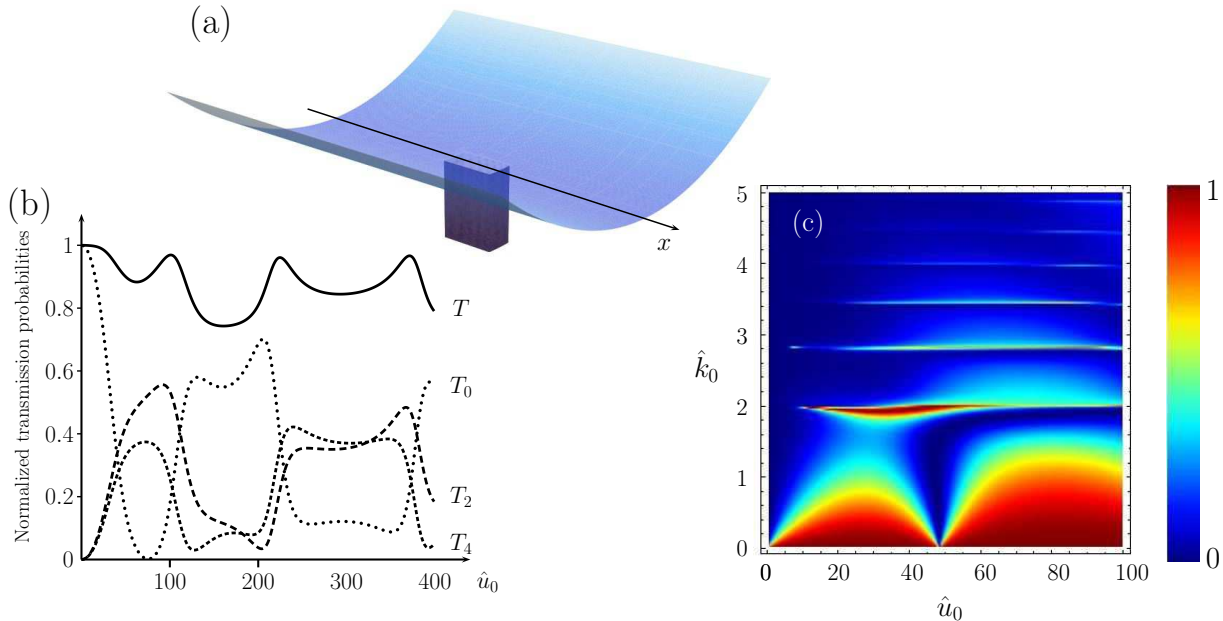 (a)
x
(b)
Normalized transmission probabilities
1
0.8
0.6
0.4
0.2
0
100
200
300
400
û₀
T
T₀
T₂
T₄
(c)
5
4
3
2
1
0
k̂₀
0
20
40
60
80
100
û₀
1
0